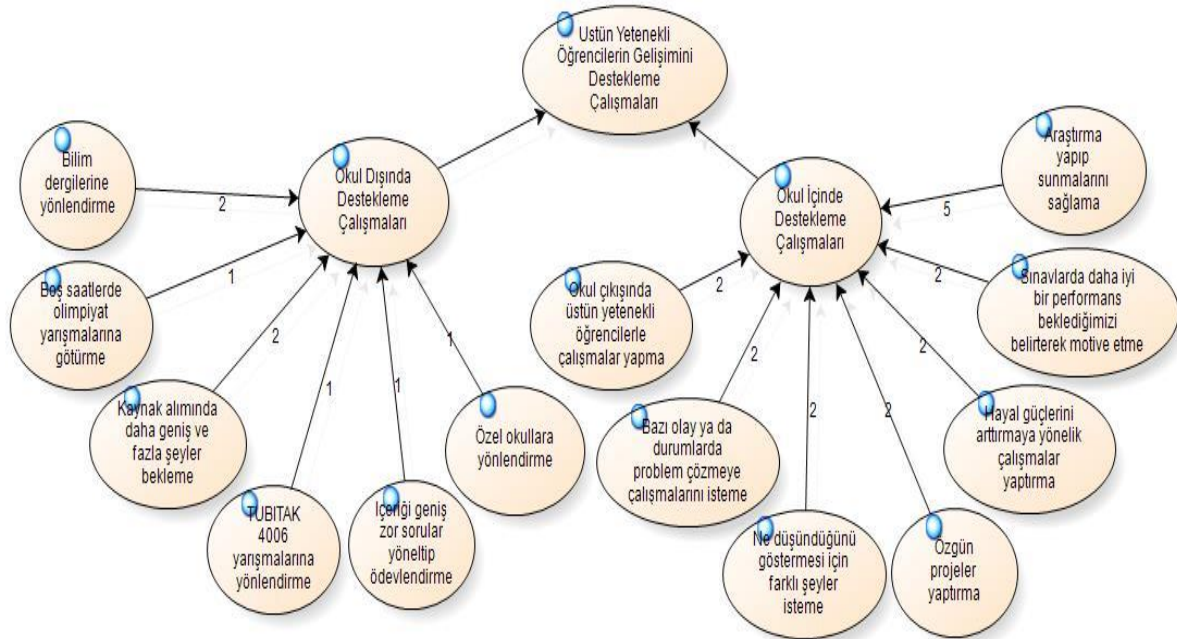 Ustün Yetenekli
Öğrencilerin Gelişimini
Destekleme
Çalışmaları
Okul Dışında
Destekleme
Çalışmaları
Okul İçinde
Destekleme
Çalışmaları
Bilim
dergilerine
yönlendirme
2
Boş saatlerde
olimpiyat
yarışmalarına
götürme
1
Kaynak alımında
daha geniş ve
fazla şeyler
bekleme
2
TUBITAK
4006
yarışmalarına
yönlendirme
1
Içeriği geniş
zor sorular
yöneltip
ödevlendirme
1
Özel okullara
yönlendirme
1
Okul çıkışında
üstün yetenekli
öğrencilerle
çalışmalar yapma
2
Bazı olay ya da
durumlarda
problem çözmeye
çalışmalarını isteme
2
Ne düşündüğünü
göstermesi için
farklı şeyler
isteme
2
Özgün
projeler
yaptırma
2
Hayal güçlerini
arttırmaya yönelik
çalışmalar
yaptırma
2
Sınavlarda daha iyi
bir performans
beklediğimizi
belirterek motive etme
2
Araştırma
yapıp
sunmalarını
sağlama
5